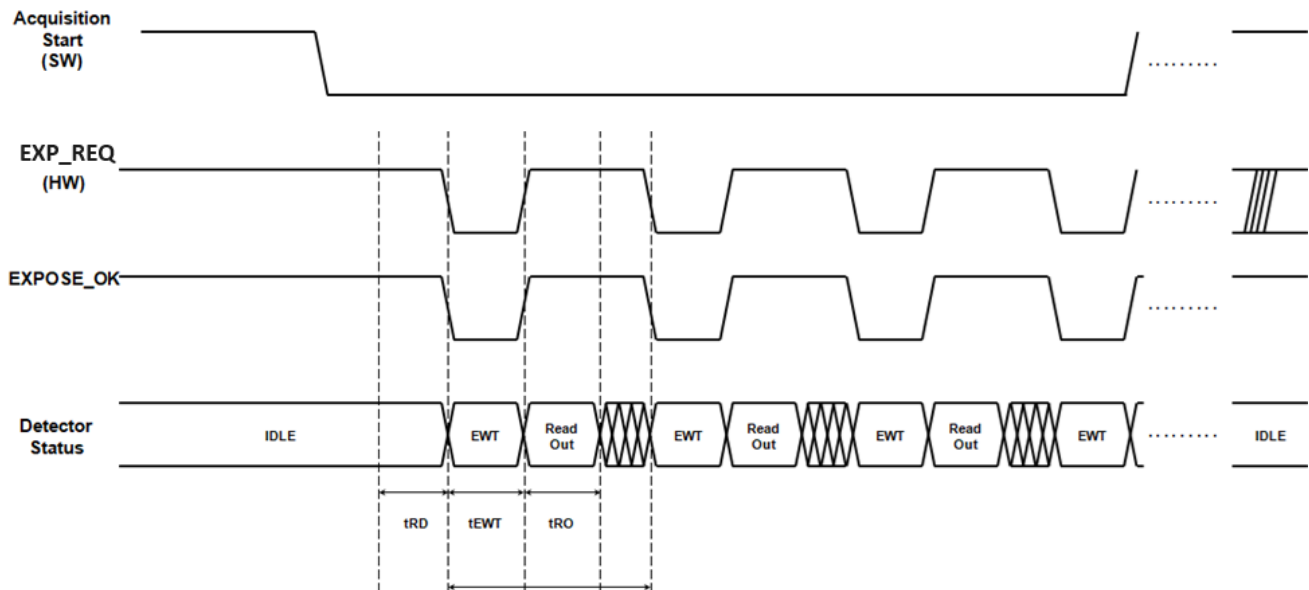 Acquisition
Start
(SW)
.........
EXP_REQ
(HW)
.........
EXPOSE_OK
.........
Detector
Status
IDLE
EWT
Read
Out
EWT
Read
Out
EWT
Read
Out
EWT
.........
IDLE
tRD
tEWT
tRO